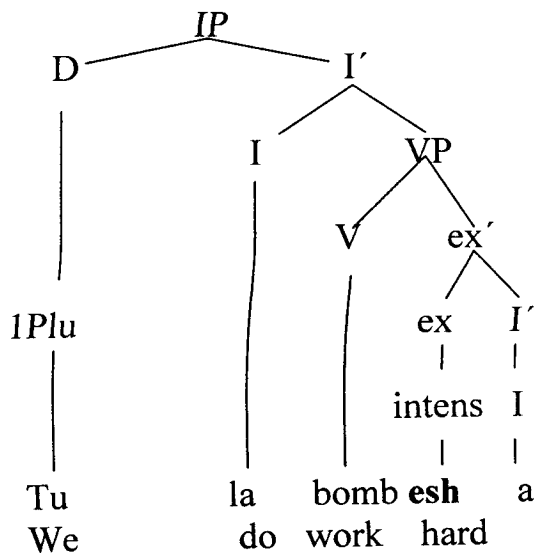 IP
D I´
I VP
V ex´
1Plu ex I´
intens I
Tu la bomb esh a
We do work hard